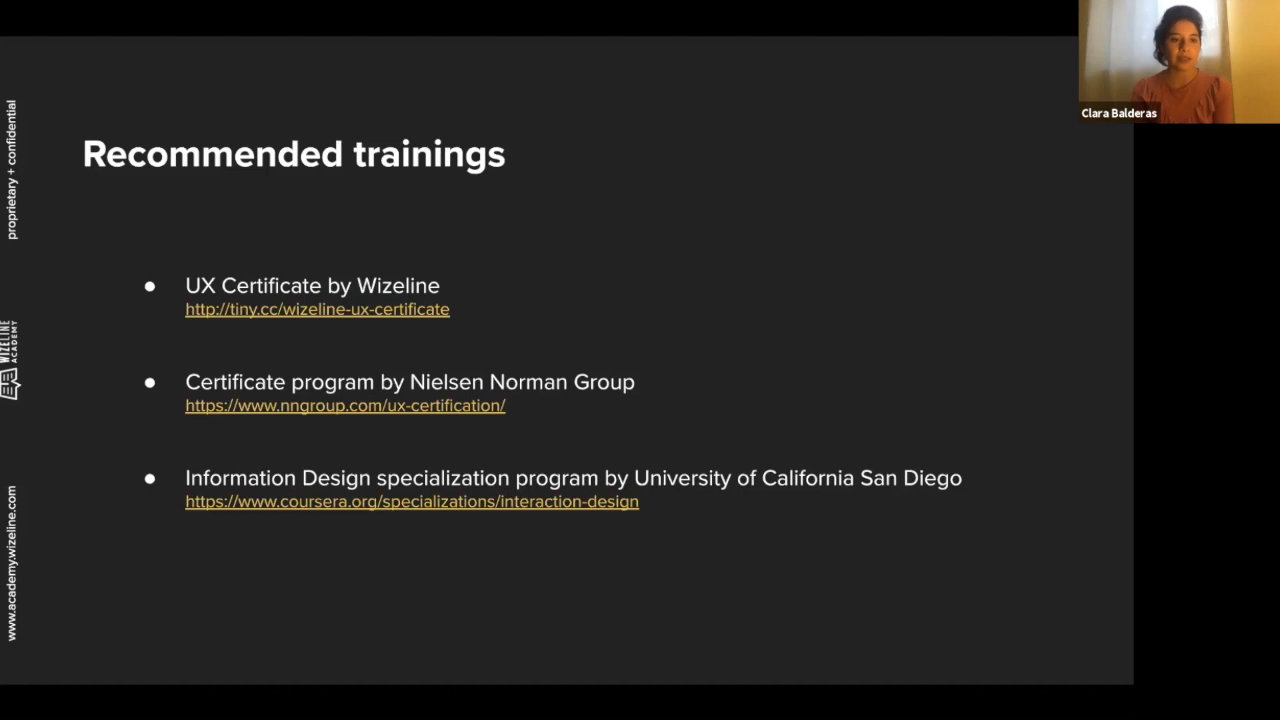 Clara Balderas
Recommended trainings
● UX Certificate by Wizeline
http://tiny.cc/wizeline-ux-certificate
● Certificate program by Nielsen Norman Group
https://www.nngroup.com/ux-certification/
● Information Design specialization program by University of California San Diego
https://www.coursera.org/specializations/interaction-design
proprietary + confidential
WIZELINE
ACADEMY
www.academy.wizeline.com